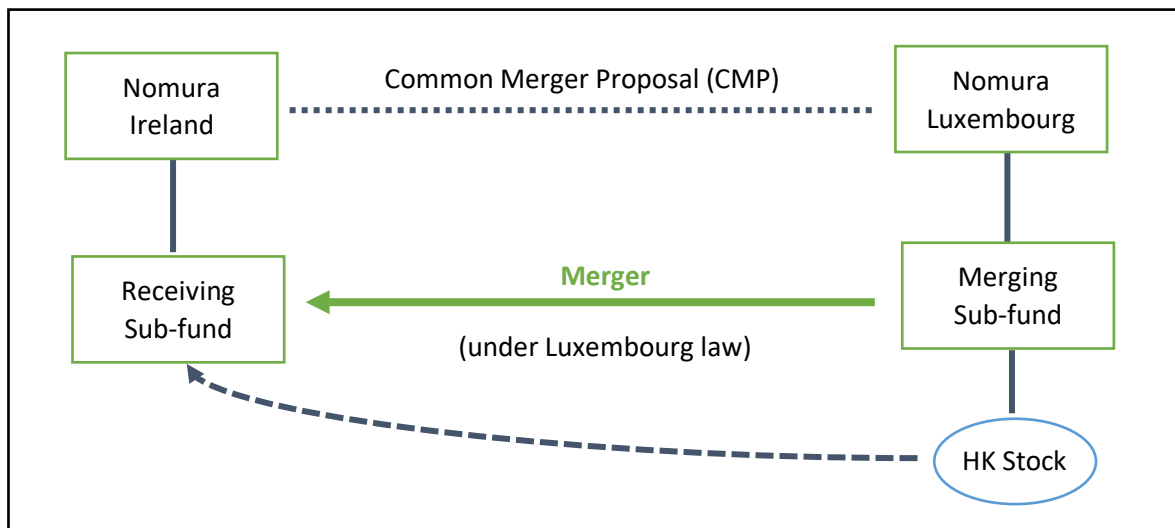 Nomura
Ireland
Common Merger Proposal (CMP)
Nomura
Luxembourg
Receiving
Sub-fund
Merger
(under Luxembourg law)
Merging
Sub-fund
HK Stock